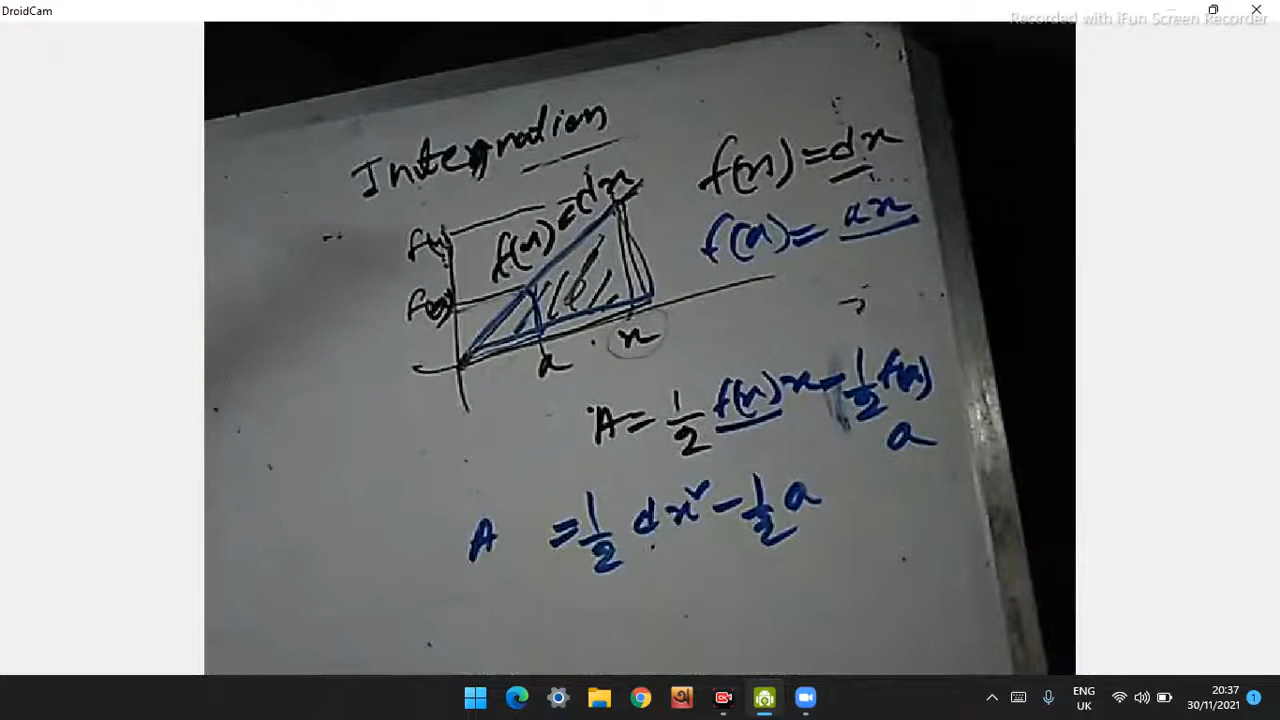 DroidCam
Recorded with iFun Screen Recorder
Integration
f(x) = dx
f(a) = ax
f(x)
f(x) = dx
f(a)
a
x
A = 1/2 f(x) x - 1/2 f(a)
a
A = 1/2 dx² - 1/2 a
ENG
UK
20:37
30/11/2021
1